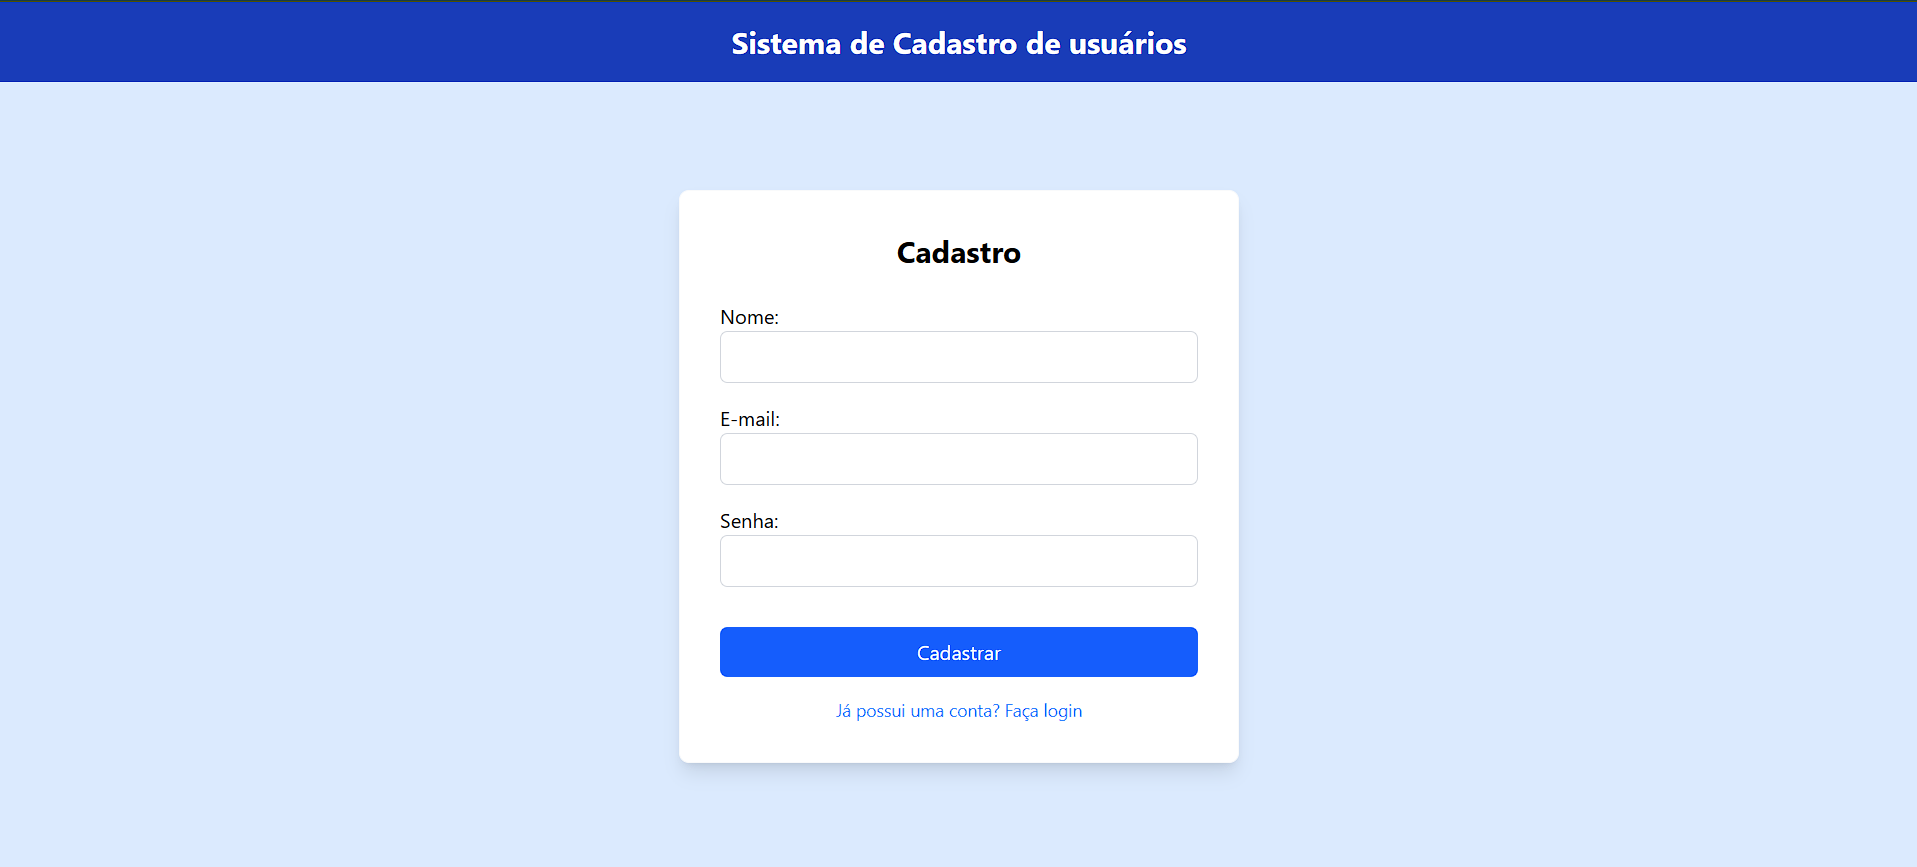 Sistema de Cadastro de usuários
Cadastro
Nome:
E-mail:
Senha:
Cadastrar
Já possui uma conta? Faça login